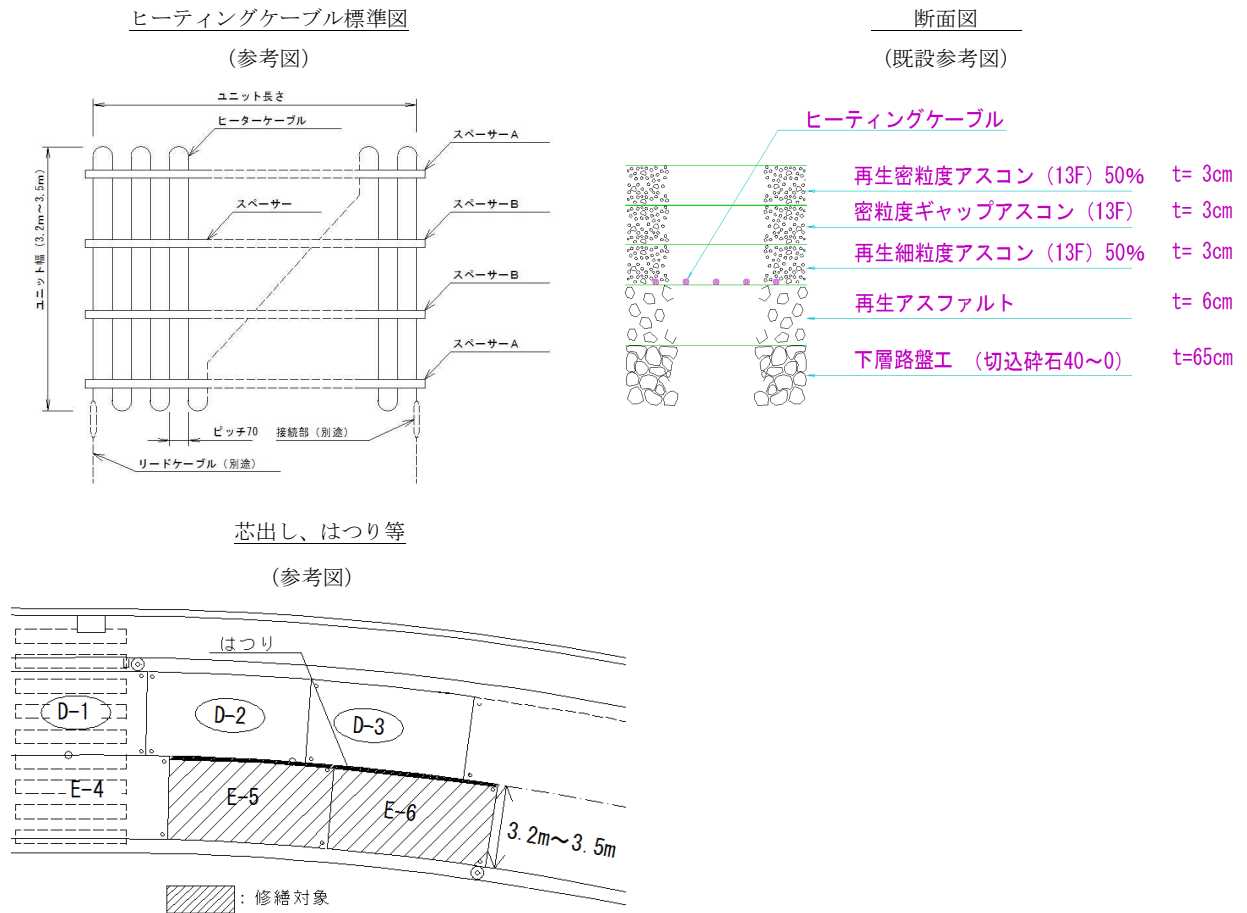 ヒーティングケーブル標準図
(参考図)
ユニット長さ
ヒーターケーブル
スペーサーA
スペーサー
スペーサーB
スペーサーB
スペーサーA
ユニット幅(3.2m~3.5m)
ピッチ70
接続部(別途)
リードケーブル(別途)
断面図
(既設参考図)
ヒーティングケーブル
再生密粒度アスコン(13F)50% t= 3cm
密粒度ギャップアスコン(13F) t= 3cm
再生細粒度アスコン(13F)50% t= 3cm
再生アスファルト t= 6cm
下層路盤工 (切込砕石40~0) t=65cm
芯出し、はつり等
(参考図)
はつり
D-1
D-2
D-3
E-4
E-5
E-6
3.2m~3.5m
:修繕対象